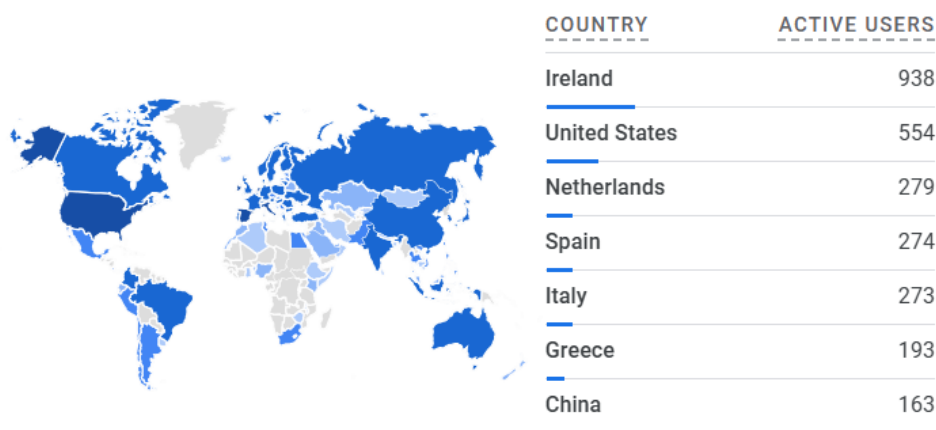 COUNTRY ACTIVE USERS
Ireland 938
United States 554
Netherlands 279
Spain 274
Italy 273
Greece 193
China 163